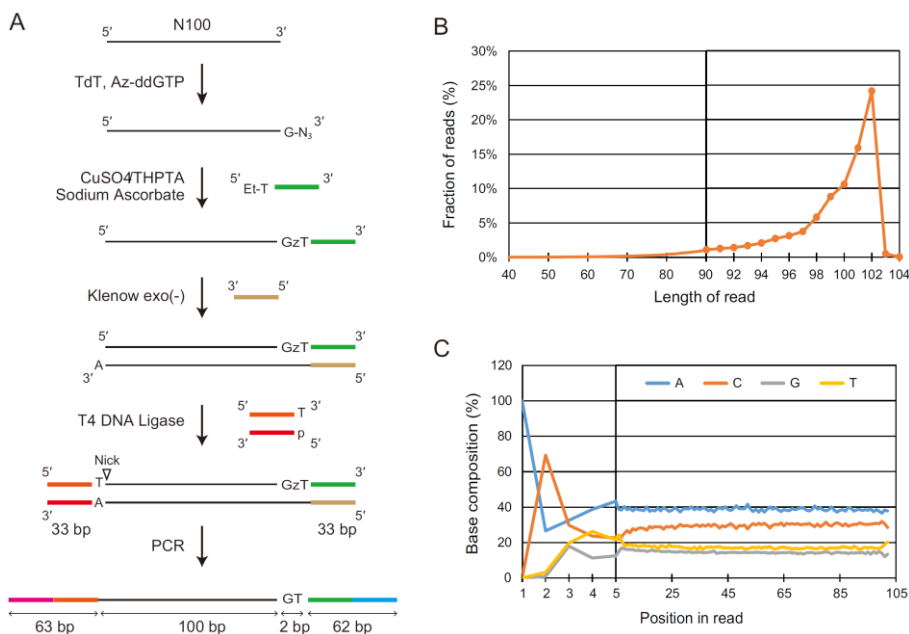 A
5′ N100 3′
TdT, Az-ddGTP
5′ G-N3 3′
CuSO4/THPTA
Sodium Ascorbate
5′ Et-T 3′
5′ GzT 3′
Klenow exo(-)
3′ 5′
5′ GzT 3′
A
3′ 5′
T4 DNA Ligase
5′ T 3′
3′ p 5′
Nick
5′ T GzT 3′
3′ A 5′
33 bp 33 bp
PCR
GT
63 bp 100 bp 2 bp 62 bp
B
Fraction of reads (%)
30%
25%
20%
15%
10%
5%
0%
40 50 60 70 80 90 92 94 96 98 100 102 104
Length of read
C
Base composition (%)
A C G T
120
100
80
60
40
20
0
1 2 3 4 5 25 45 65 85 105
Position in read